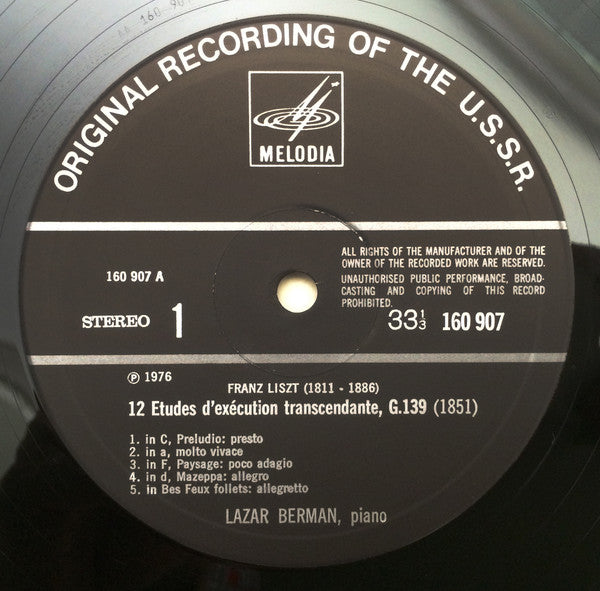 ORIGINAL RECORDING OF THE U.S.S.R.
MELODIA
160 907 A
STEREO 1
ALL RIGHTS OF THE MANUFACTURER AND OF THE
OWNER OF THE RECORDED WORK ARE RESERVED.
UNAUTHORISED PUBLIC PERFORMANCE, BROAD-
CASTING AND COPYING OF THIS RECORD
PROHIBITED.
33⅓ 160 907
℗ 1976
FRANZ LISZT (1811 - 1886)
12 Etudes d'exécution transcendante, G.139 (1851)
1. in C, Preludio: presto
2. in a, molto vivace
3. in F, Paysage: poco adagio
4. in d, Mazeppa: allegro
5. in Bes Feux follets: allegretto
LAZAR BERMAN, piano